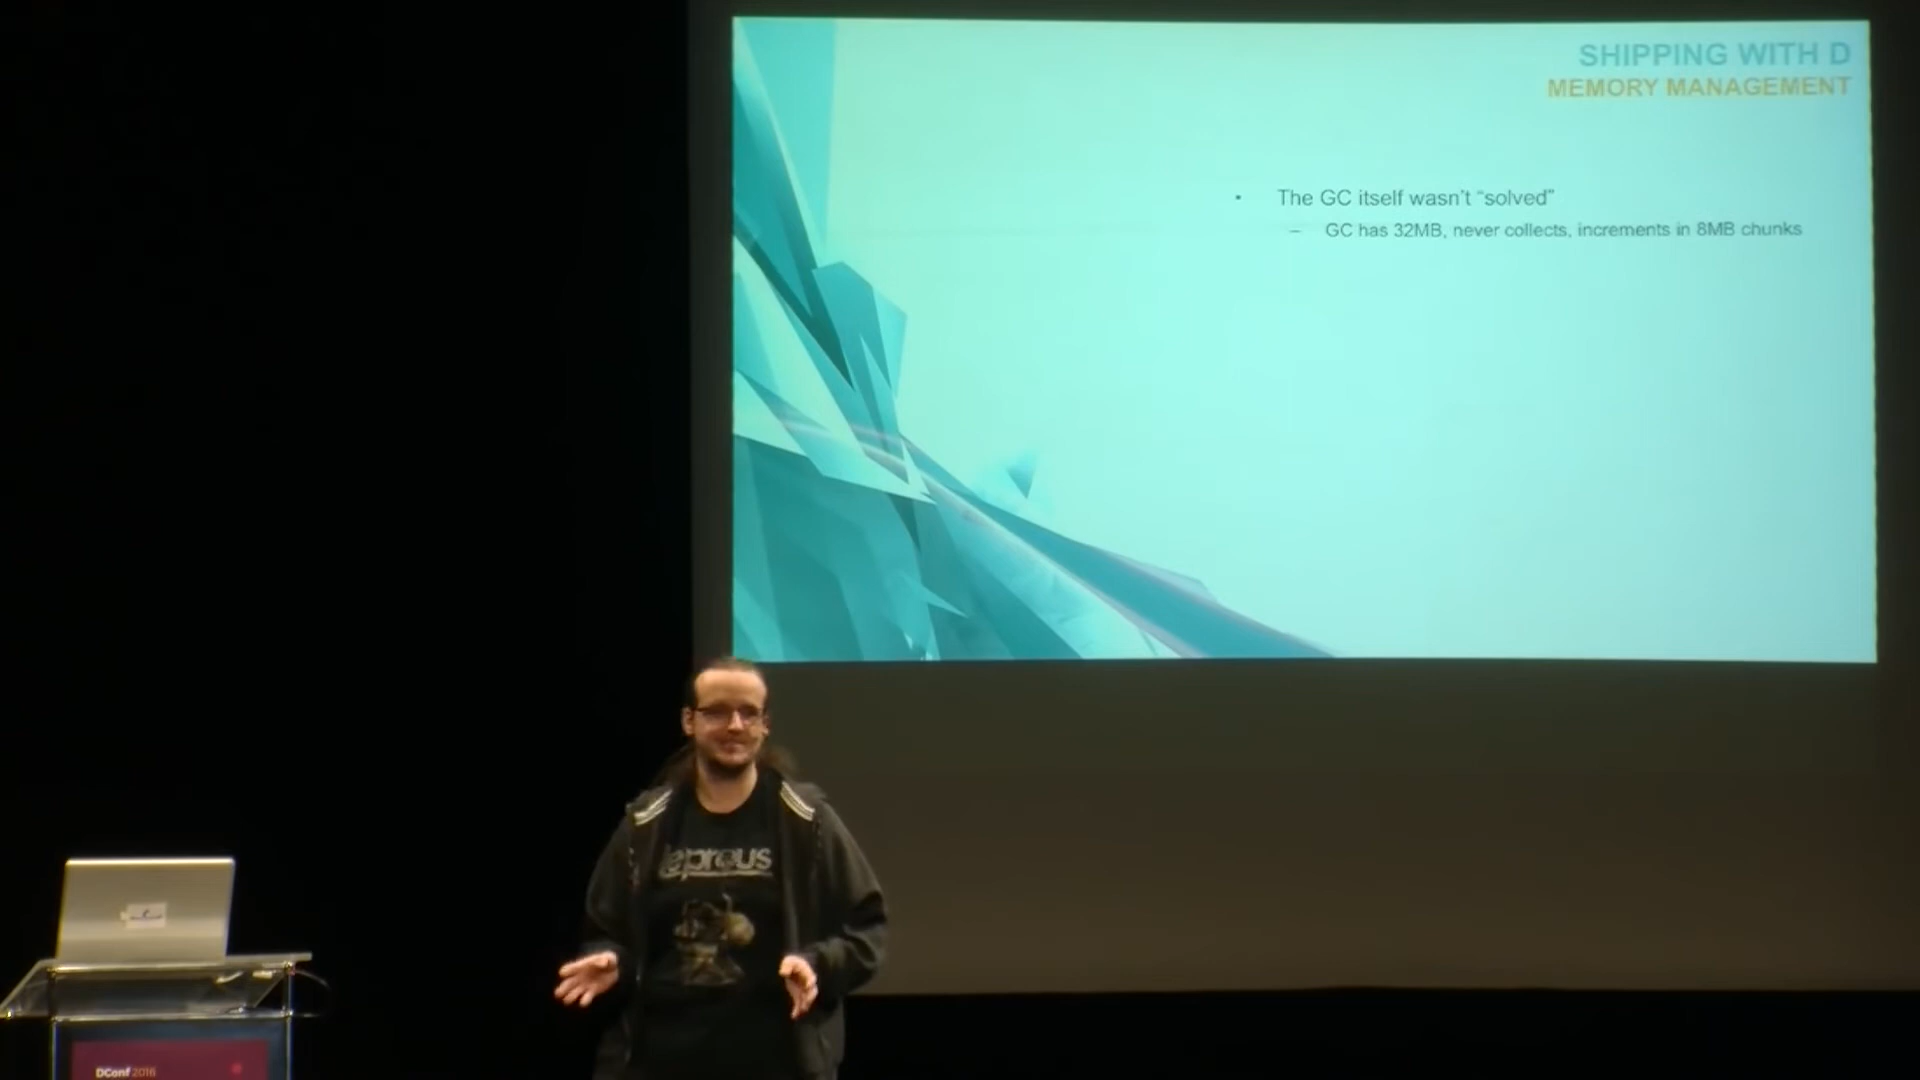 SHIPPING WITH D
MEMORY MANAGEMENT
• The GC itself wasn't “solved”
– GC has 32MB, never collects, increments in 8MB chunks
leprous
DConf 2016